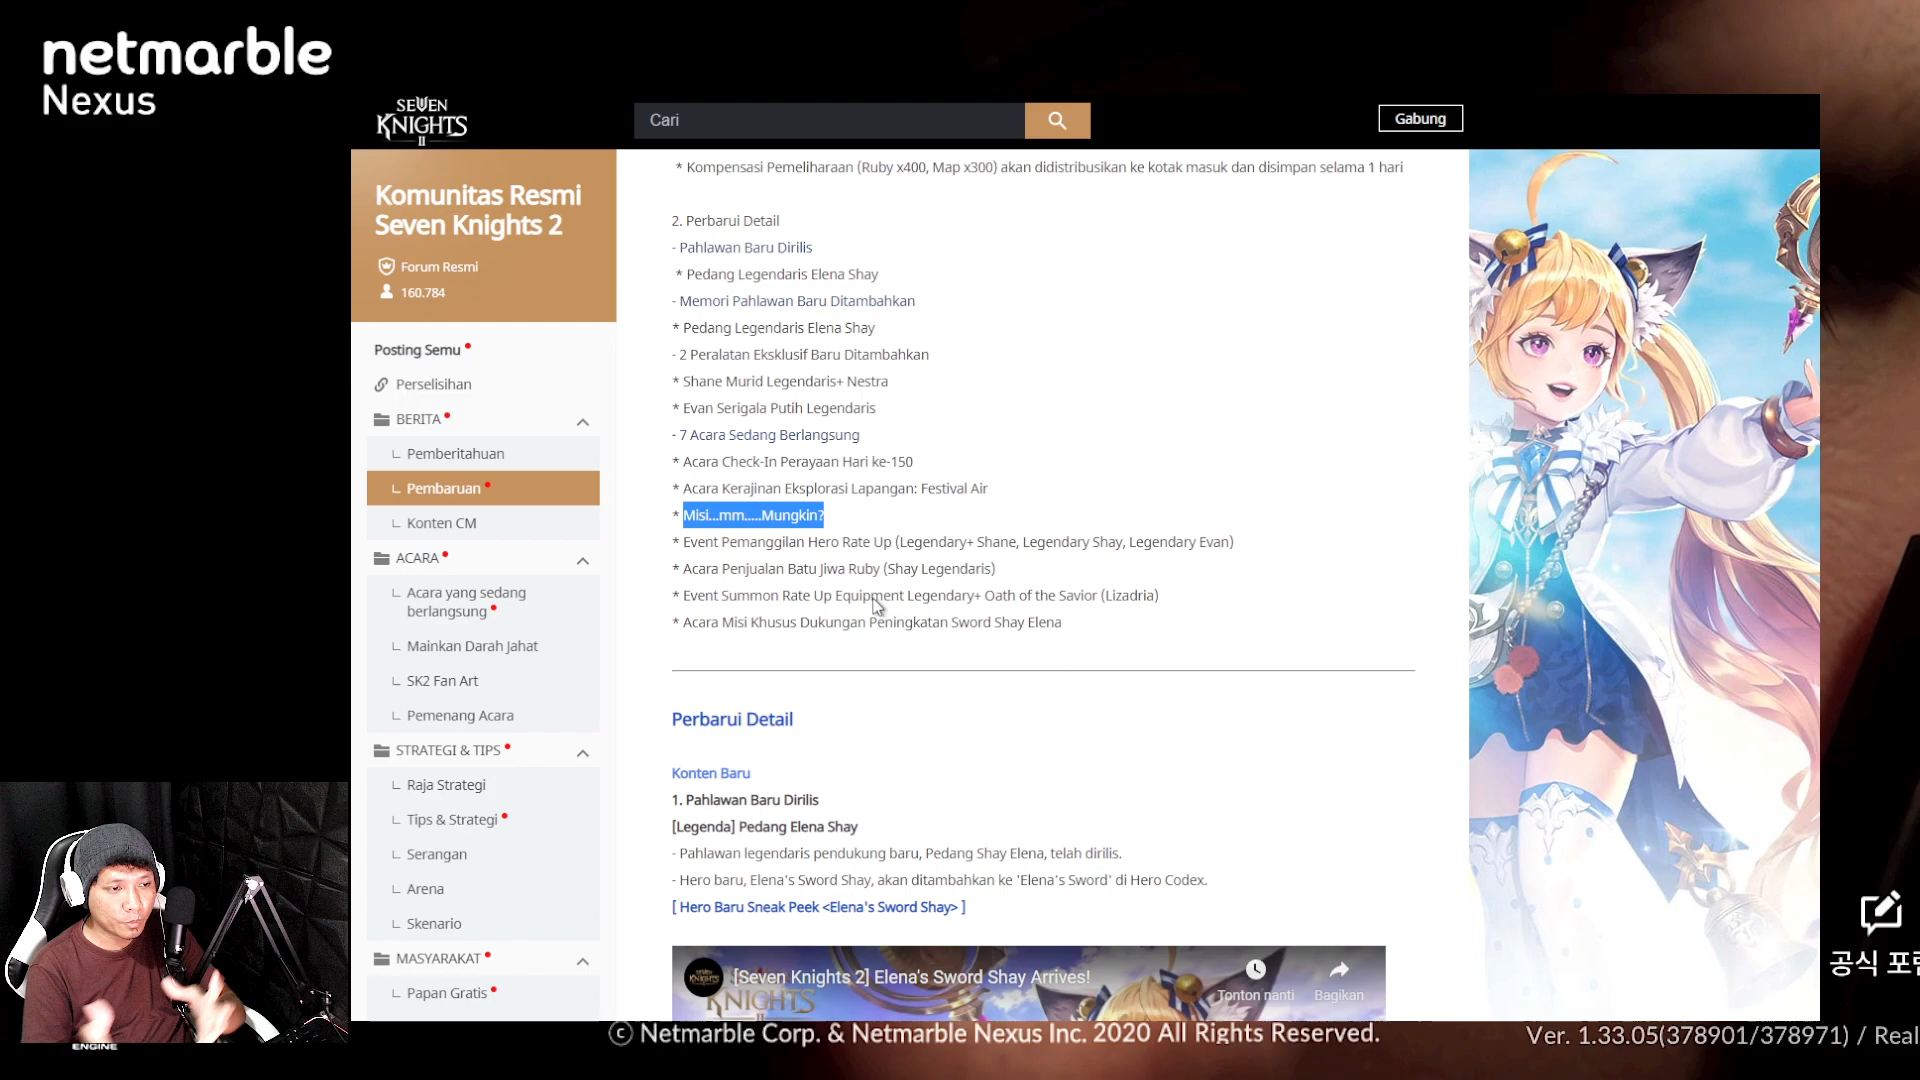 netmarble
Nexus
SEVEN
KNIGHTS
II
Cari
Gabung
Komunitas Resmi
Seven Knights 2
Forum Resmi
160.784
Posting Semu
Perselisihan
BERITA
Pemberitahuan
Pembaruan
Konten CM
ACARA
Acara yang sedang
berlangsung
Mainkan Darah Jahat
SK2 Fan Art
Pemenang Acara
STRATEGI & TIPS
Raja Strategi
Tips & Strategi
Serangan
Arena
Skenario
MASYARAKAT
Papan Gratis
* Kompensasi Pemeliharaan (Ruby x400, Map x300) akan didistribusikan ke kotak masuk dan disimpan selama 1 hari
2. Perbarui Detail
- Pahlawan Baru Dirilis
* Pedang Legendaris Elena Shay
- Memori Pahlawan Baru Ditambahkan
* Pedang Legendaris Elena Shay
- 2 Peralatan Eksklusif Baru Ditambahkan
* Shane Murid Legendaris+ Nestra
* Evan Serigala Putih Legendaris
- 7 Acara Sedang Berlangsung
* Acara Check-In Perayaan Hari ke-150
* Acara Kerajinan Eksplorasi Lapangan: Festival Air
* Misi...mm.....Mungkin?
* Event Pemanggilan Hero Rate Up (Legendary+ Shane, Legendary Shay, Legendary Evan)
* Acara Penjualan Batu Jiwa Ruby (Shay Legendaris)
* Event Summon Rate Up Equipment Legendary+ Oath of the Savior (Lizadria)
* Acara Misi Khusus Dukungan Peningkatan Sword Shay Elena
Perbarui Detail
Konten Baru
1. Pahlawan Baru Dirilis
[Legenda] Pedang Elena Shay
- Pahlawan legendaris pendukung baru, Pedang Shay Elena, telah dirilis.
- Hero baru, Elena's Sword Shay, akan ditambahkan ke 'Elena's Sword' di Hero Codex.
[ Hero Baru Sneak Peek <Elena's Sword Shay> ]
[Seven Knights 2] Elena's Sword Shay Arrives!
KNIGHTS
Tonton nanti
Bagikan
공식 포럼
ENGINE
ⓒ Netmarble Corp. & Netmarble Nexus Inc. 2020 All Rights Reserved.
Ver. 1.33.05(378901/378971) / Real